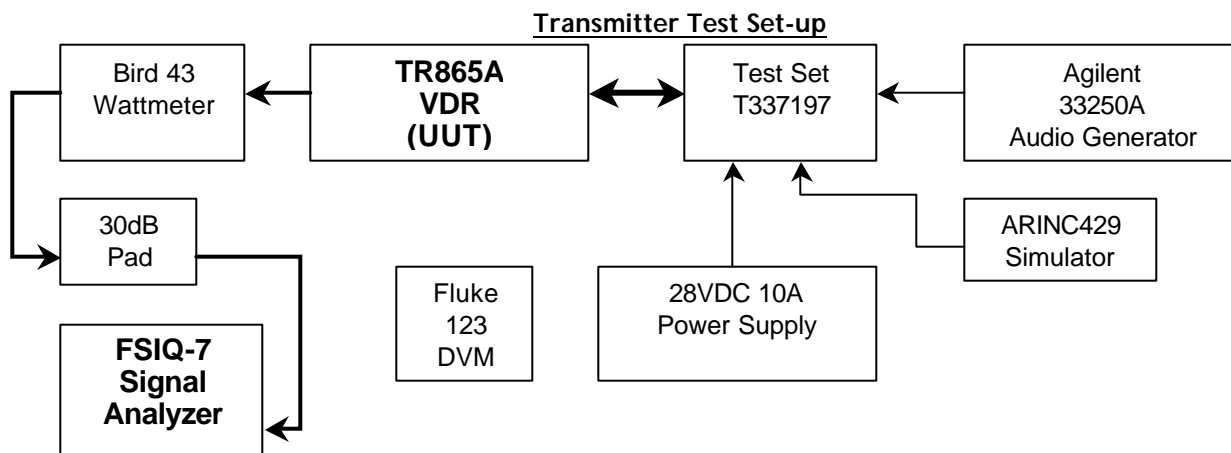 Transmitter Test Set-up
Bird 43
Wattmeter
TR865A
VDR
(UUT)
Test Set
T337197
Agilent
33250A
Audio Generator
30dB
Pad
ARINC429
Simulator
Fluke
123
DVM
28VDC 10A
Power Supply
FSIQ-7
Signal
Analyzer